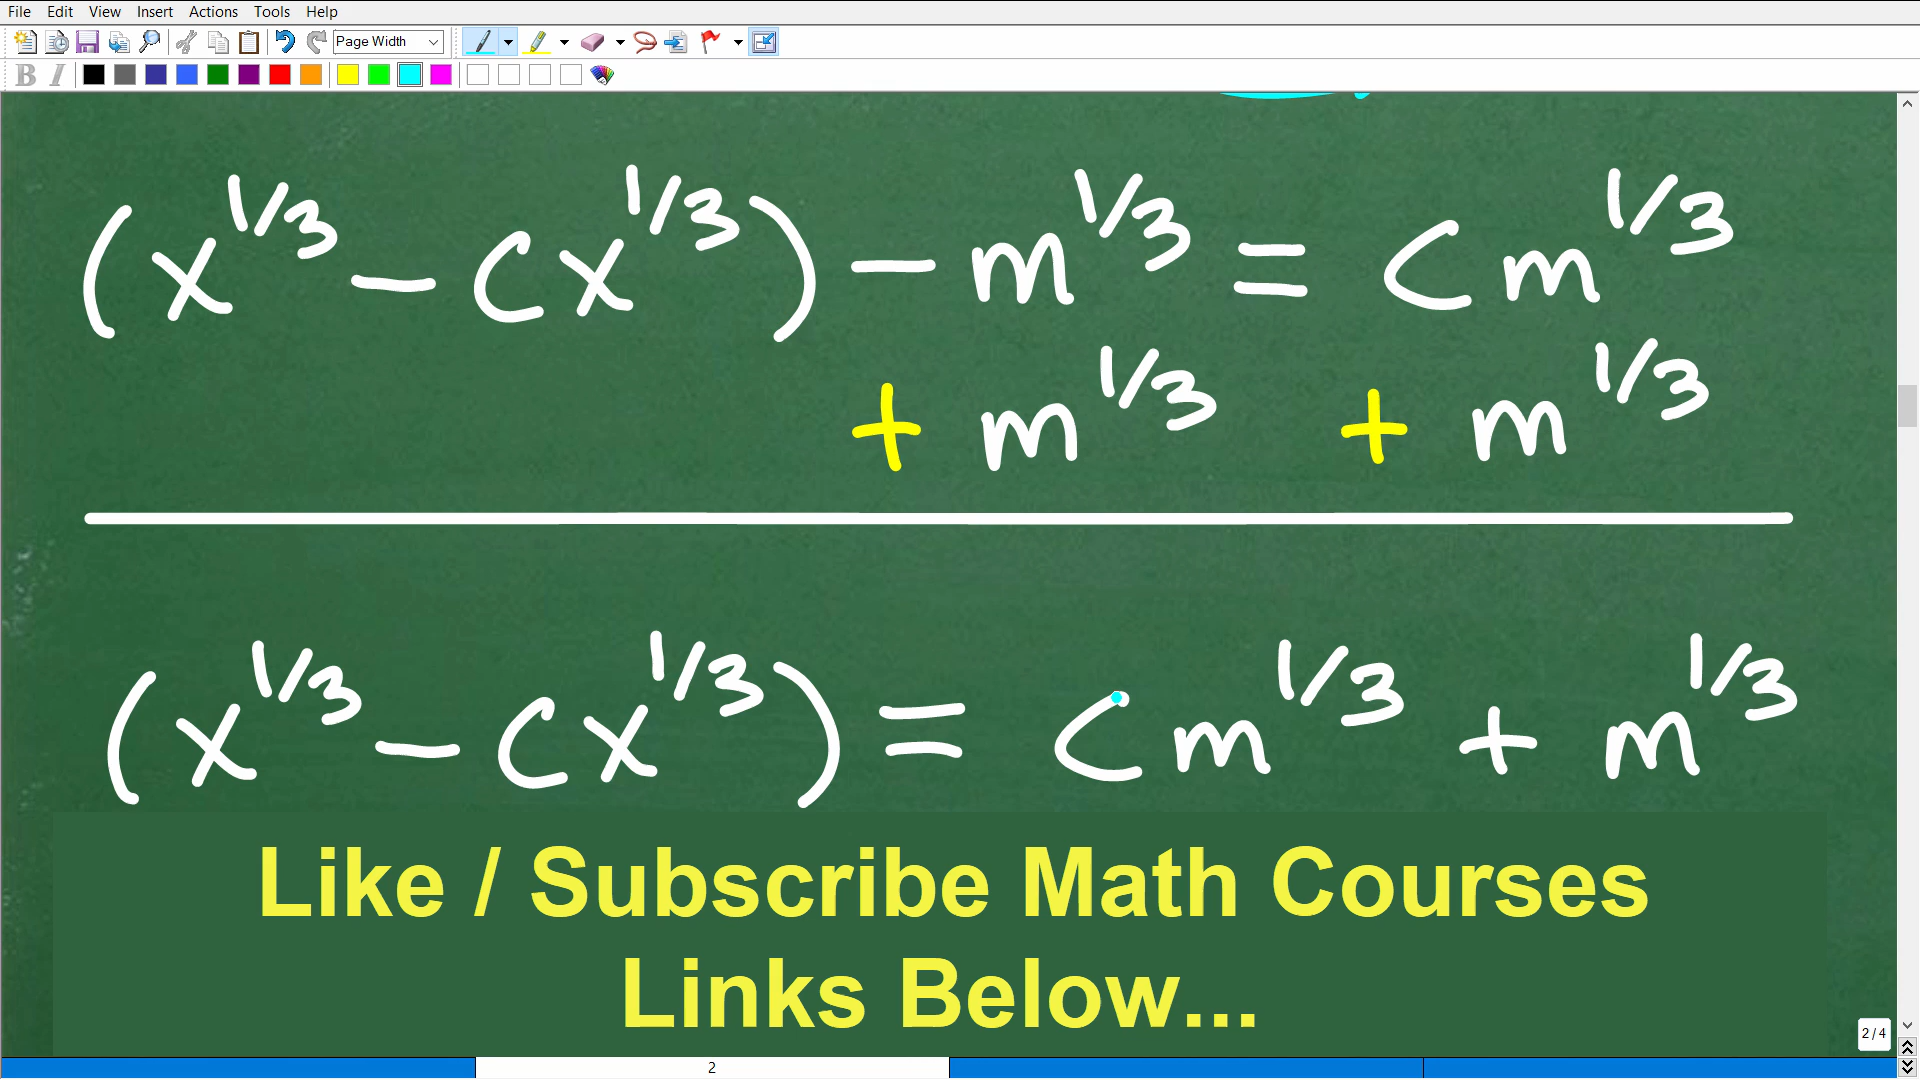 File Edit View Insert Actions Tools Help
Page Width
B I
(x^1/3 - Cx^1/3) - m^1/3 = Cm^1/3
+ m^1/3 + m^1/3
(x^1/3 - Cx^1/3) = Cm^1/3 + m^1/3
Like / Subscribe Math Courses
Links Below...
2 / 4
2